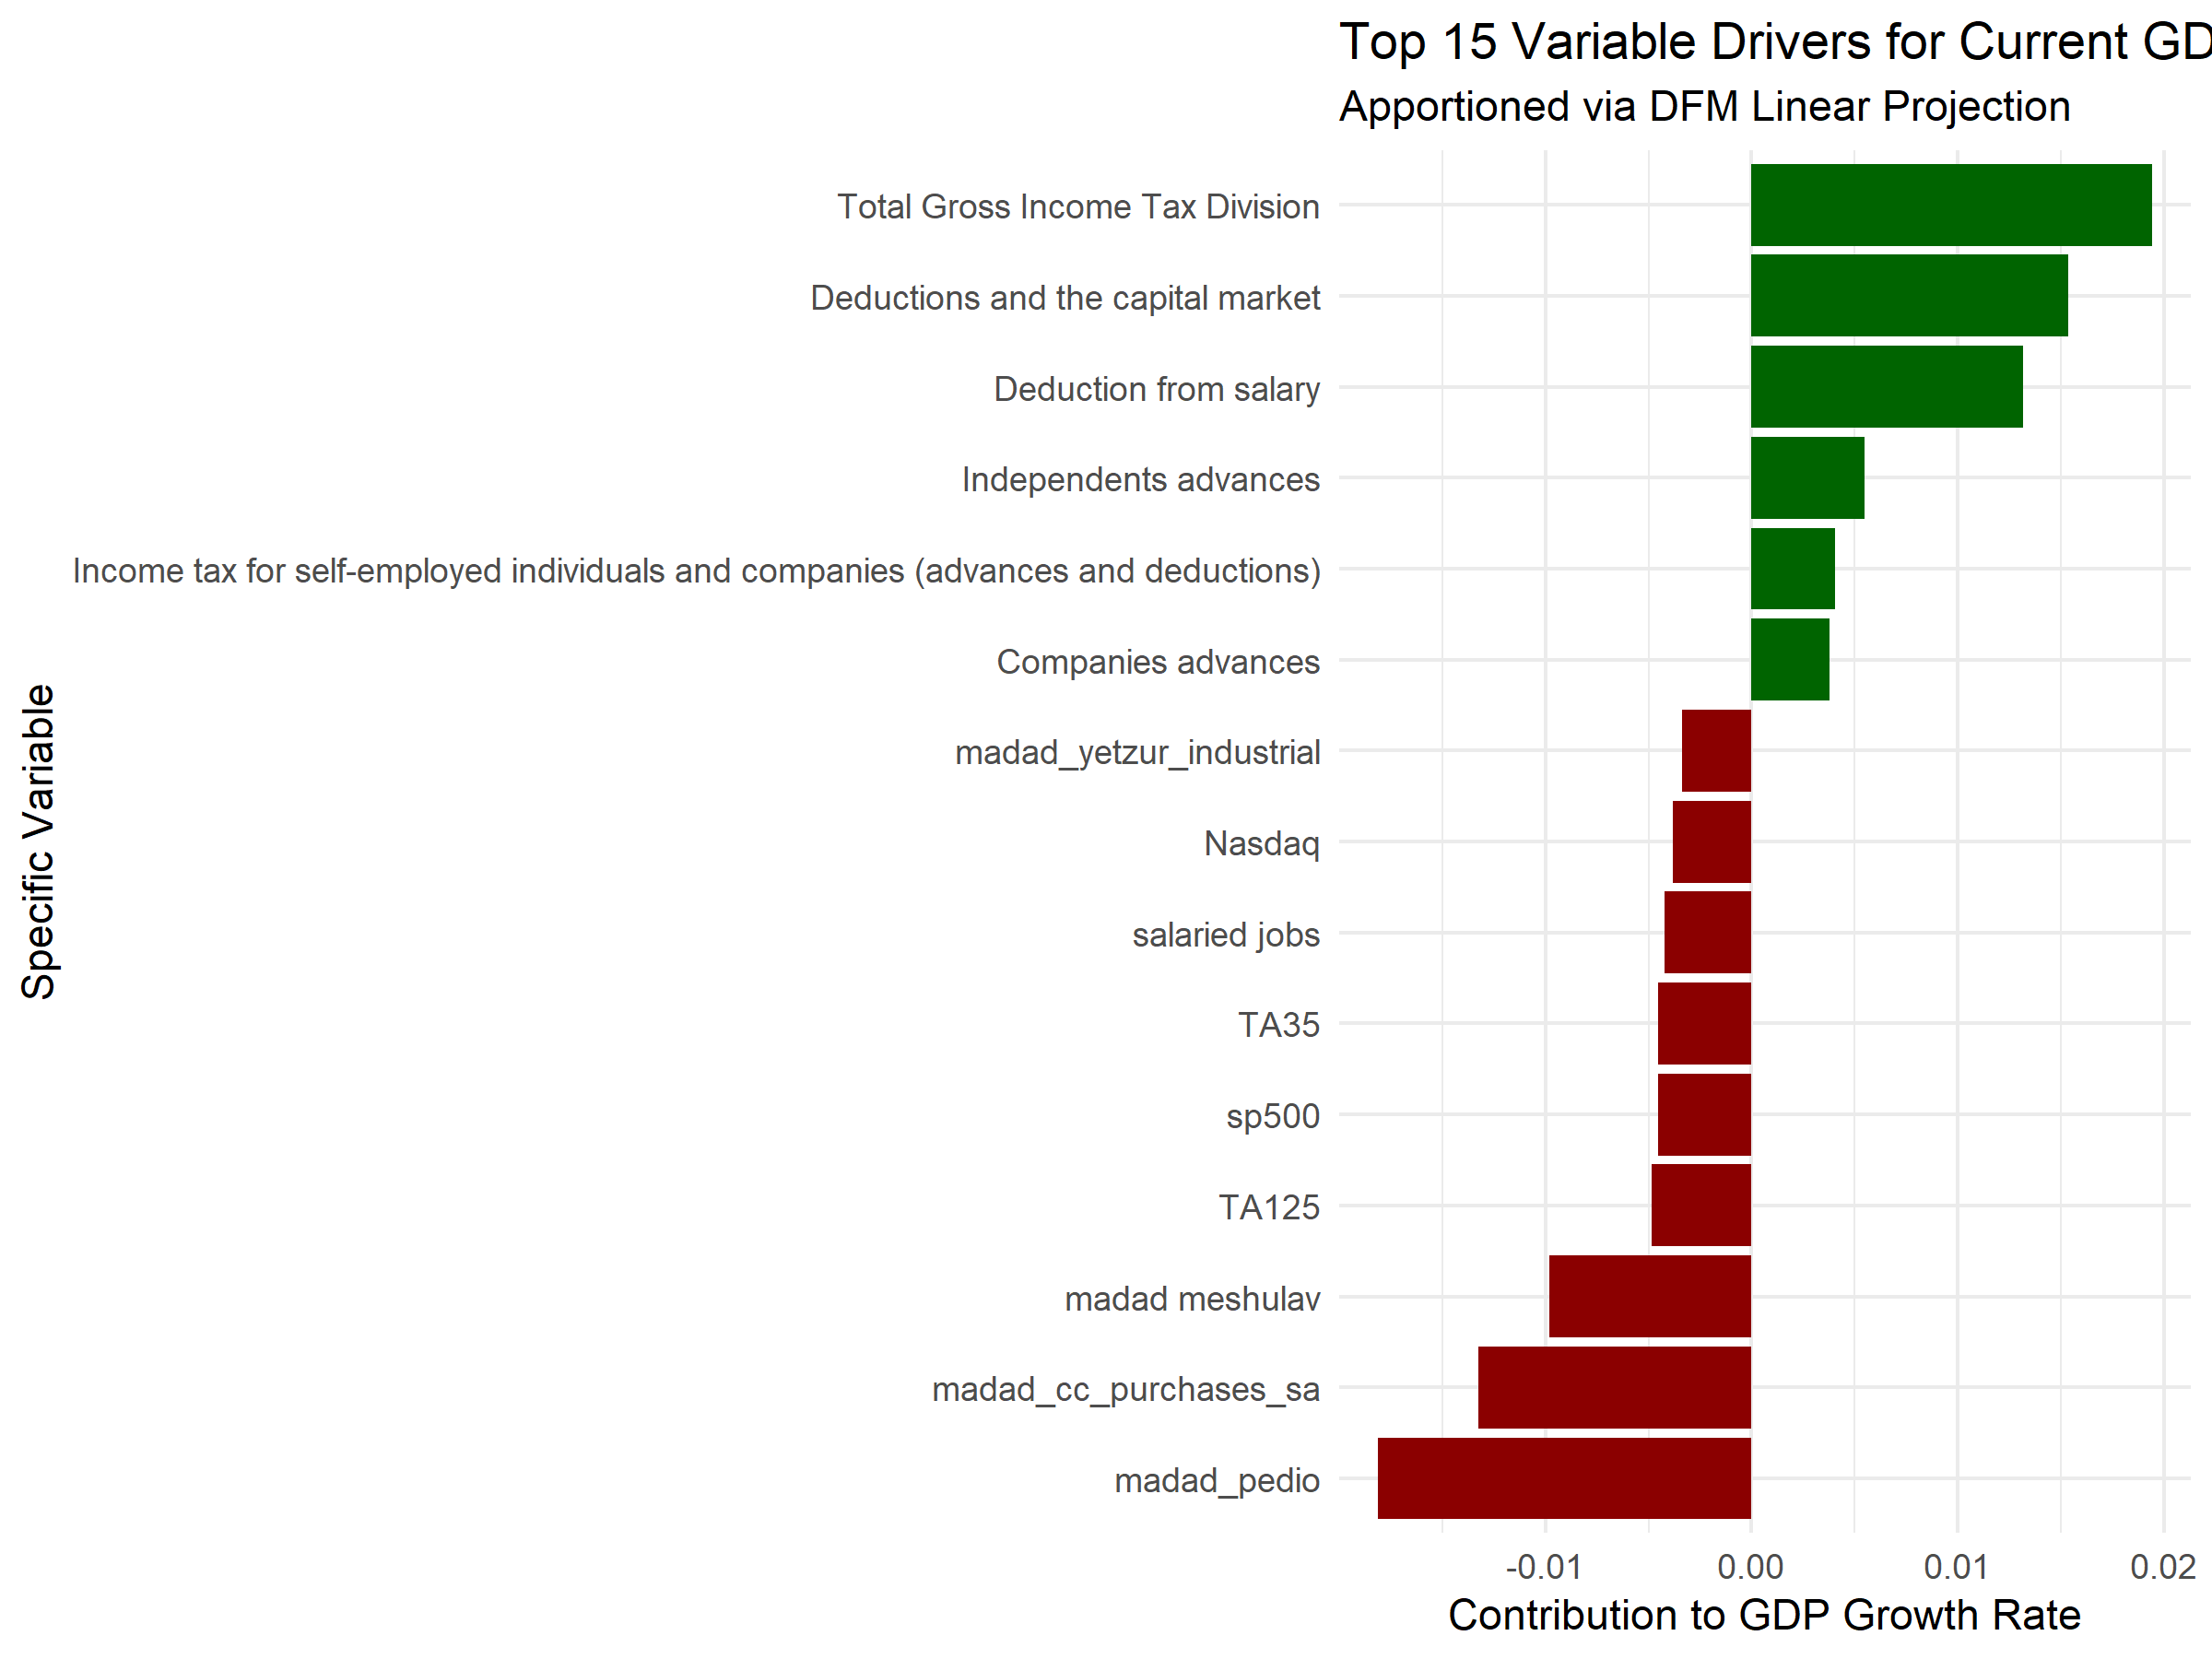 Top 15 Variable Drivers for Current GD
Apportioned via DFM Linear Projection
Specific Variable
Total Gross Income Tax Division
Deductions and the capital market
Deduction from salary
Independents advances
Income tax for self-employed individuals and companies (advances and deductions)
Companies advances
madad_yetzur_industrial
Nasdaq
salaried jobs
TA35
sp500
TA125
madad meshulav
madad_cc_purchases_sa
madad_pedio
-0.01 0.00 0.01 0.02
Contribution to GDP Growth Rate